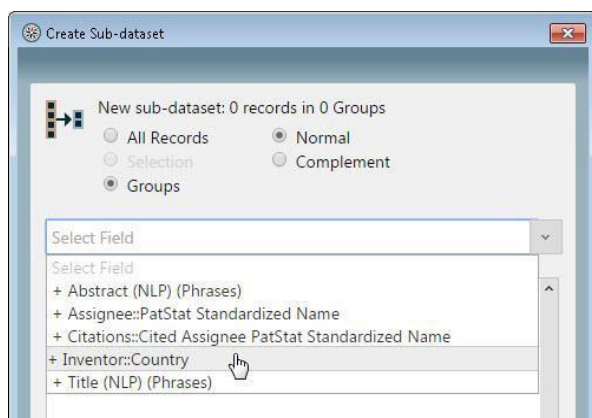 Create Sub-dataset
New sub-dataset: 0 records in 0 Groups
All Records
Normal
Selection
Complement
Groups
Select Field
Select Field
+ Abstract (NLP) (Phrases)
+ Assignee::PatStat Standardized Name
+ Citations::Cited Assignee PatStat Standardized Name
+ Inventor::Country
+ Title (NLP) (Phrases)